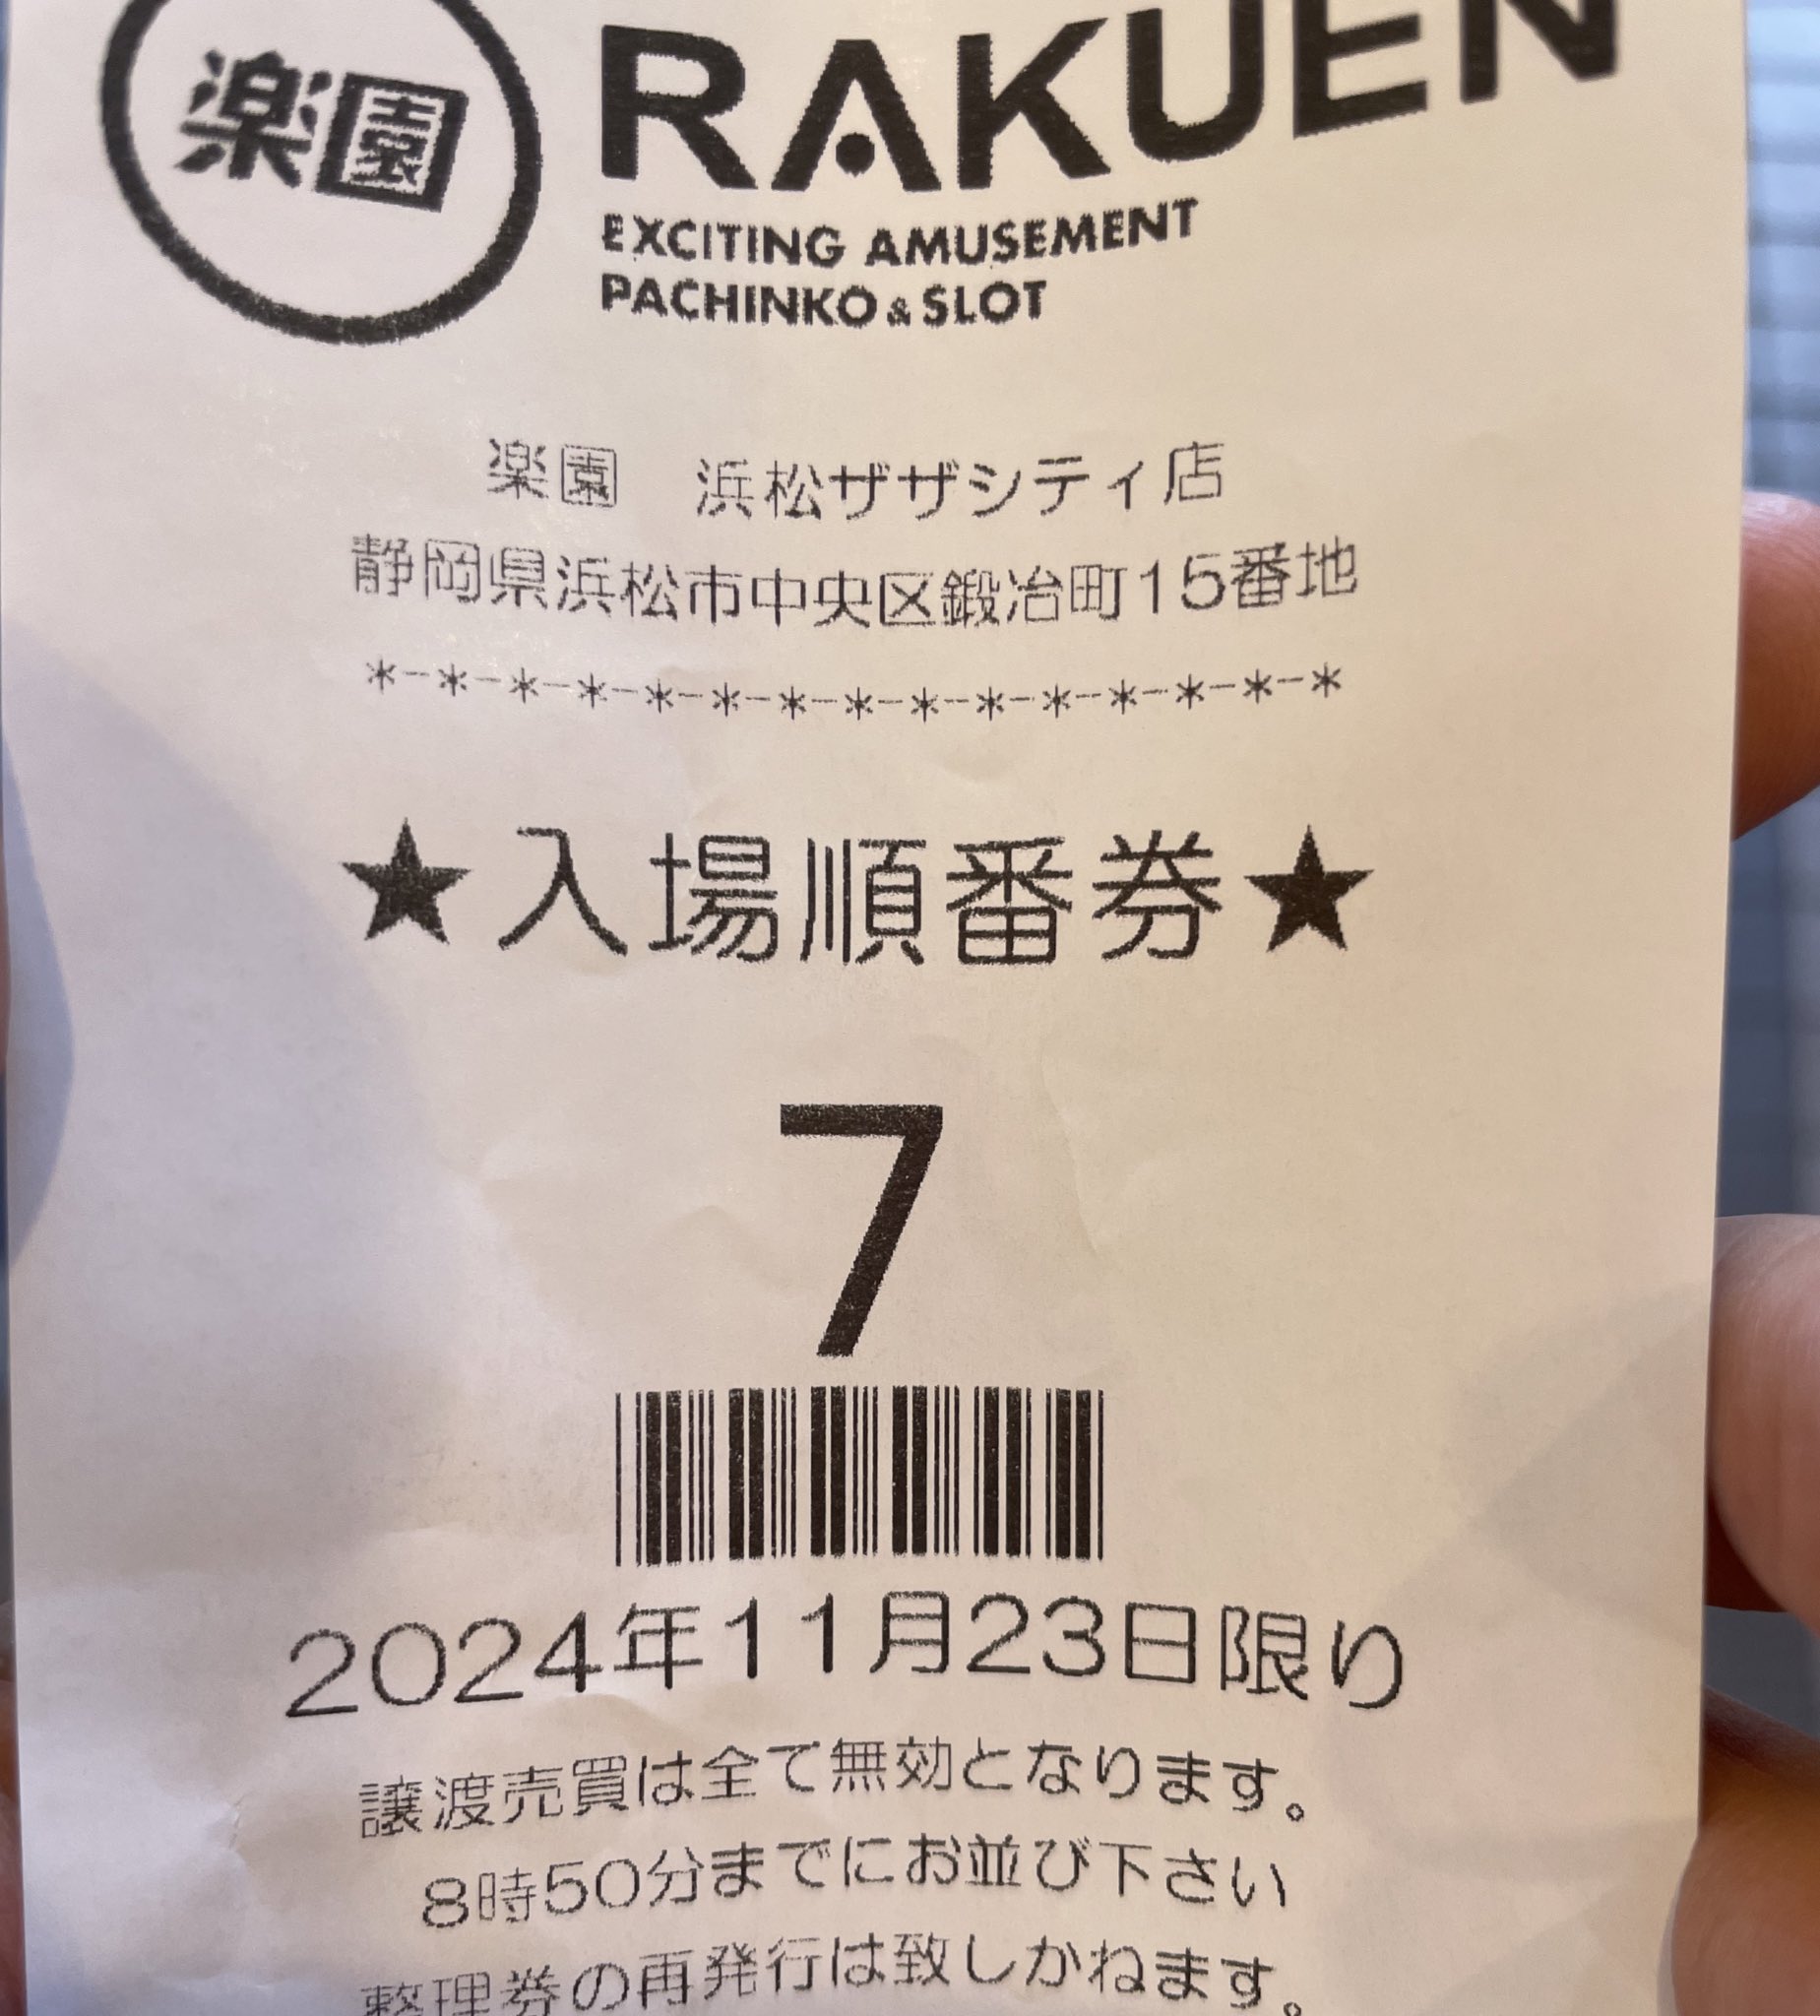 楽園
RAKUEN
EXCITING AMUSEMENT
PACHINKO & SLOT
楽園　浜松ザザシティ店
静岡県浜松市中央区鍛冶町15番地
*-*-*-*-*-*-*-*-*-*-*-*-*-*-*
★入場順番券★
7
2024年11月23日限り
譲渡売買は全て無効となります。
8時50分までにお並び下さい
整理券の再発行は致しかねます。